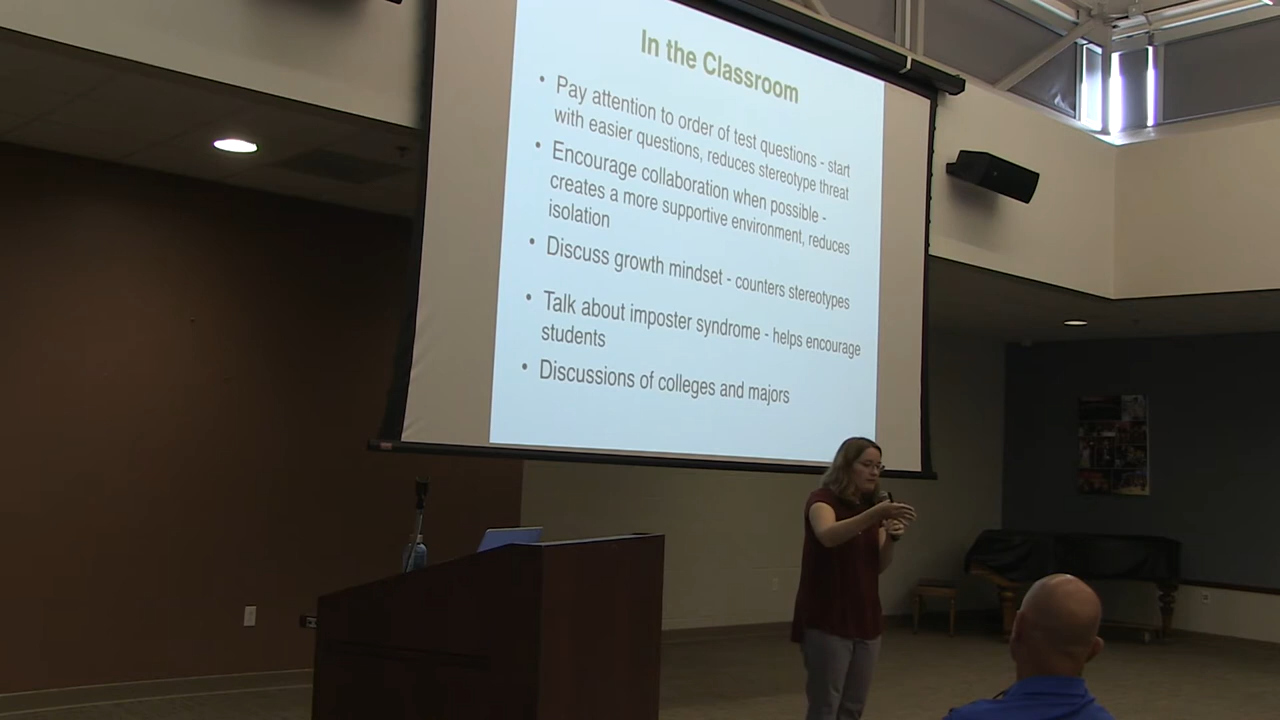 In the Classroom
• Pay attention to order of test questions - start
with easier questions, reduces stereotype threat
• Encourage collaboration when possible -
creates a more supportive environment, reduces
isolation
• Discuss growth mindset - counters stereotypes
• Talk about imposter syndrome - helps encourage
students
• Discussions of colleges and majors